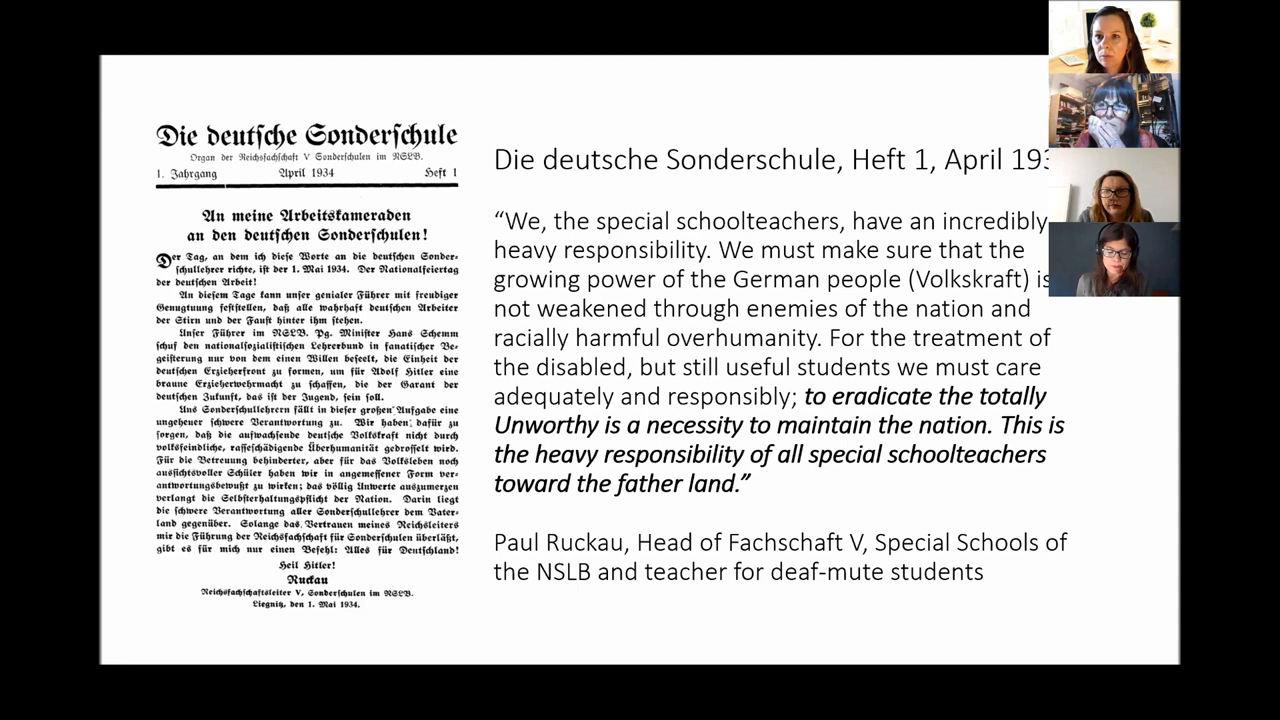 Die deutsche Sonderschule
Organ der Reichsfachschaft V Sonderschulen im NSLB.
1. Jahrgang April 1934 Heft 1
An meine Arbeitskameraden
an den deutschen Sonderschulen!
Der Tag, an dem ich diese Worte an die deutschen Sonder-
schullehrer richte, ist der 1. Mai 1934. Der Nationalfeiertag
der deutschen Arbeit!
An diesem Tage kann unser genialer Führer mit freudiger
Genugtuung feststellen, daß alle wahrhaft deutschen Arbeiter
der Stirn und der Faust hinter ihm stehen.
Unser Führer im NSLB. Pg. Minister Hans Schemm
schuf den nationalsozialistischen Lehrerbund in fanatischer Be-
geisterung nur von dem einen Willen beseelt, die Einheit der
deutschen Erzieherfront zu formen, um für Adolf Hitler eine
braune Erzieherwehrmacht zu schaffen, die der Garant der
deutschen Zukunft, das ist der Jugend, sein soll.
Uns Sonderschullehrern fällt in dieser großen Aufgabe eine
ungeheuer schwere Verantwortung zu. Wir haben dafür zu
sorgen, daß die aufwachsende deutsche Volkskraft nicht durch
volksfeindliche, rasseschädigende Überhumanität gedrosselt wird.
Für die Betreuung behinderter, aber für das Volksleben noch
aussichtsvoller Schüler haben wir in angemessener Form ver-
antwortungsbewußt zu wirken; das völlig Unwerte auszumerzen
verlangt die Selbsterhaltungspflicht der Nation. Darin liegt
die schwere Verantwortung aller Sonderschullehrer dem Vater-
land gegenüber. Solange das Vertrauen meines Reichsleiters
mir die Führung der Reichsfachschaft für Sonderschulen überläßt,
gibt es für mich nur einen Befehl: Alles für Deutschland!
Heil Hitler!
Ruckau
Reichsfachschaftsleiter V, Sonderschulen im NSLB.
Liegnitz, den 1. Mai 1934.
Die deutsche Sonderschule, Heft 1, April 193
“We, the special schoolteachers, have an incredibly
heavy responsibility. We must make sure that the
growing power of the German people (Volkskraft) is
not weakened through enemies of the nation and
racially harmful overhumanity. For the treatment of
the disabled, but still useful students we must care
adequately and responsibly; to eradicate the totally
Unworthy is a necessity to maintain the nation. This is
the heavy responsibility of all special schoolteachers
toward the father land.”
Paul Ruckau, Head of Fachschaft V, Special Schools of
the NSLB and teacher for deaf-mute students